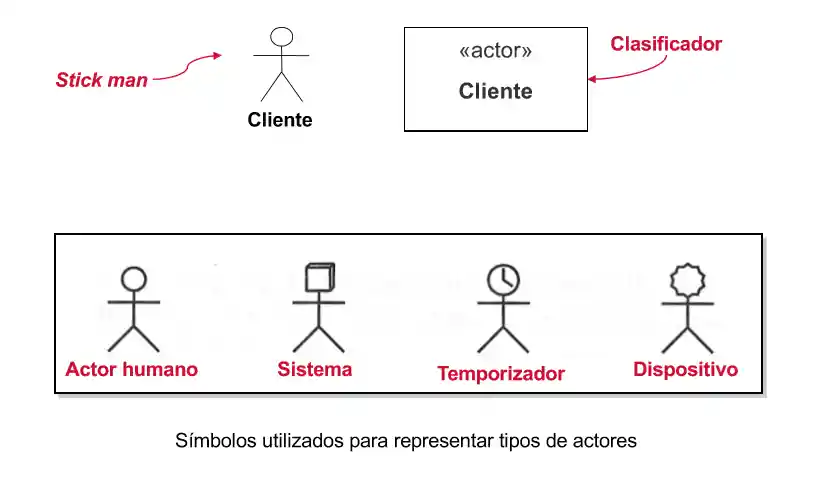 Stick man
Cliente
«actor»
Cliente
Clasificador
Actor humano
Sistema
Temporizador
Dispositivo
Símbolos utilizados para representar tipos de actores